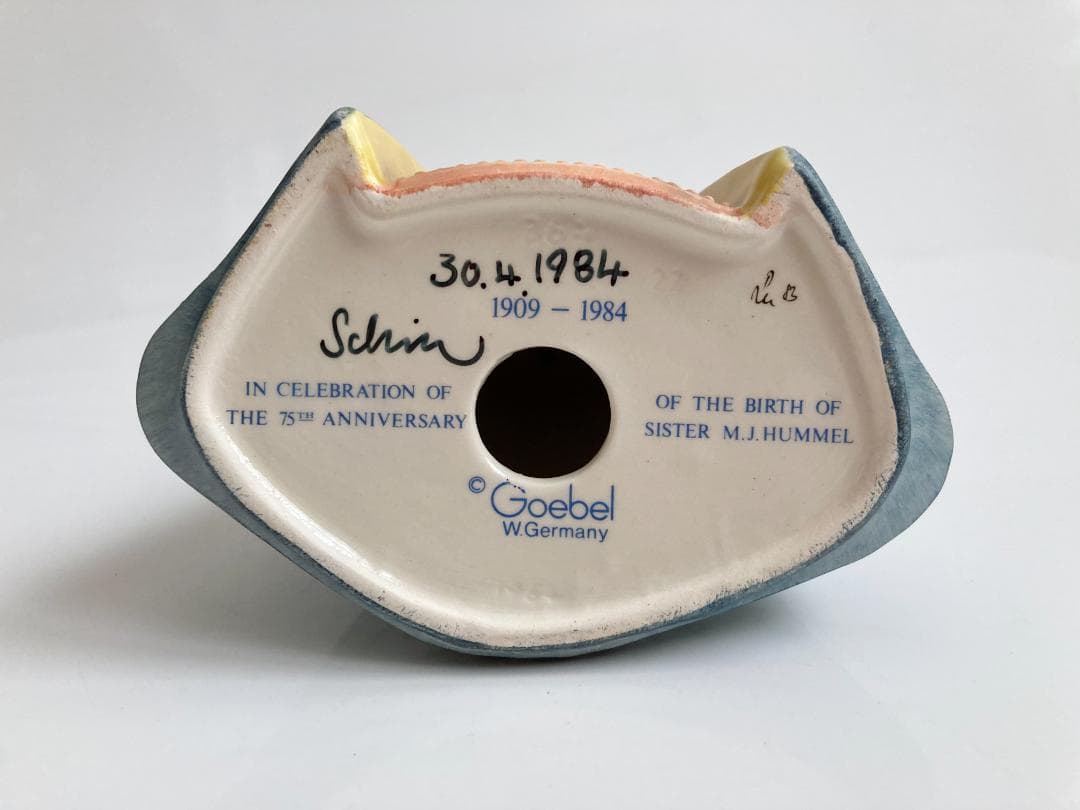 30.4.1984
1909 – 1984
IN CELEBRATION OF
THE 75TH ANNIVERSARY
OF THE BIRTH OF
SISTER M.J.HUMMEL
© Goebel
W.Germany